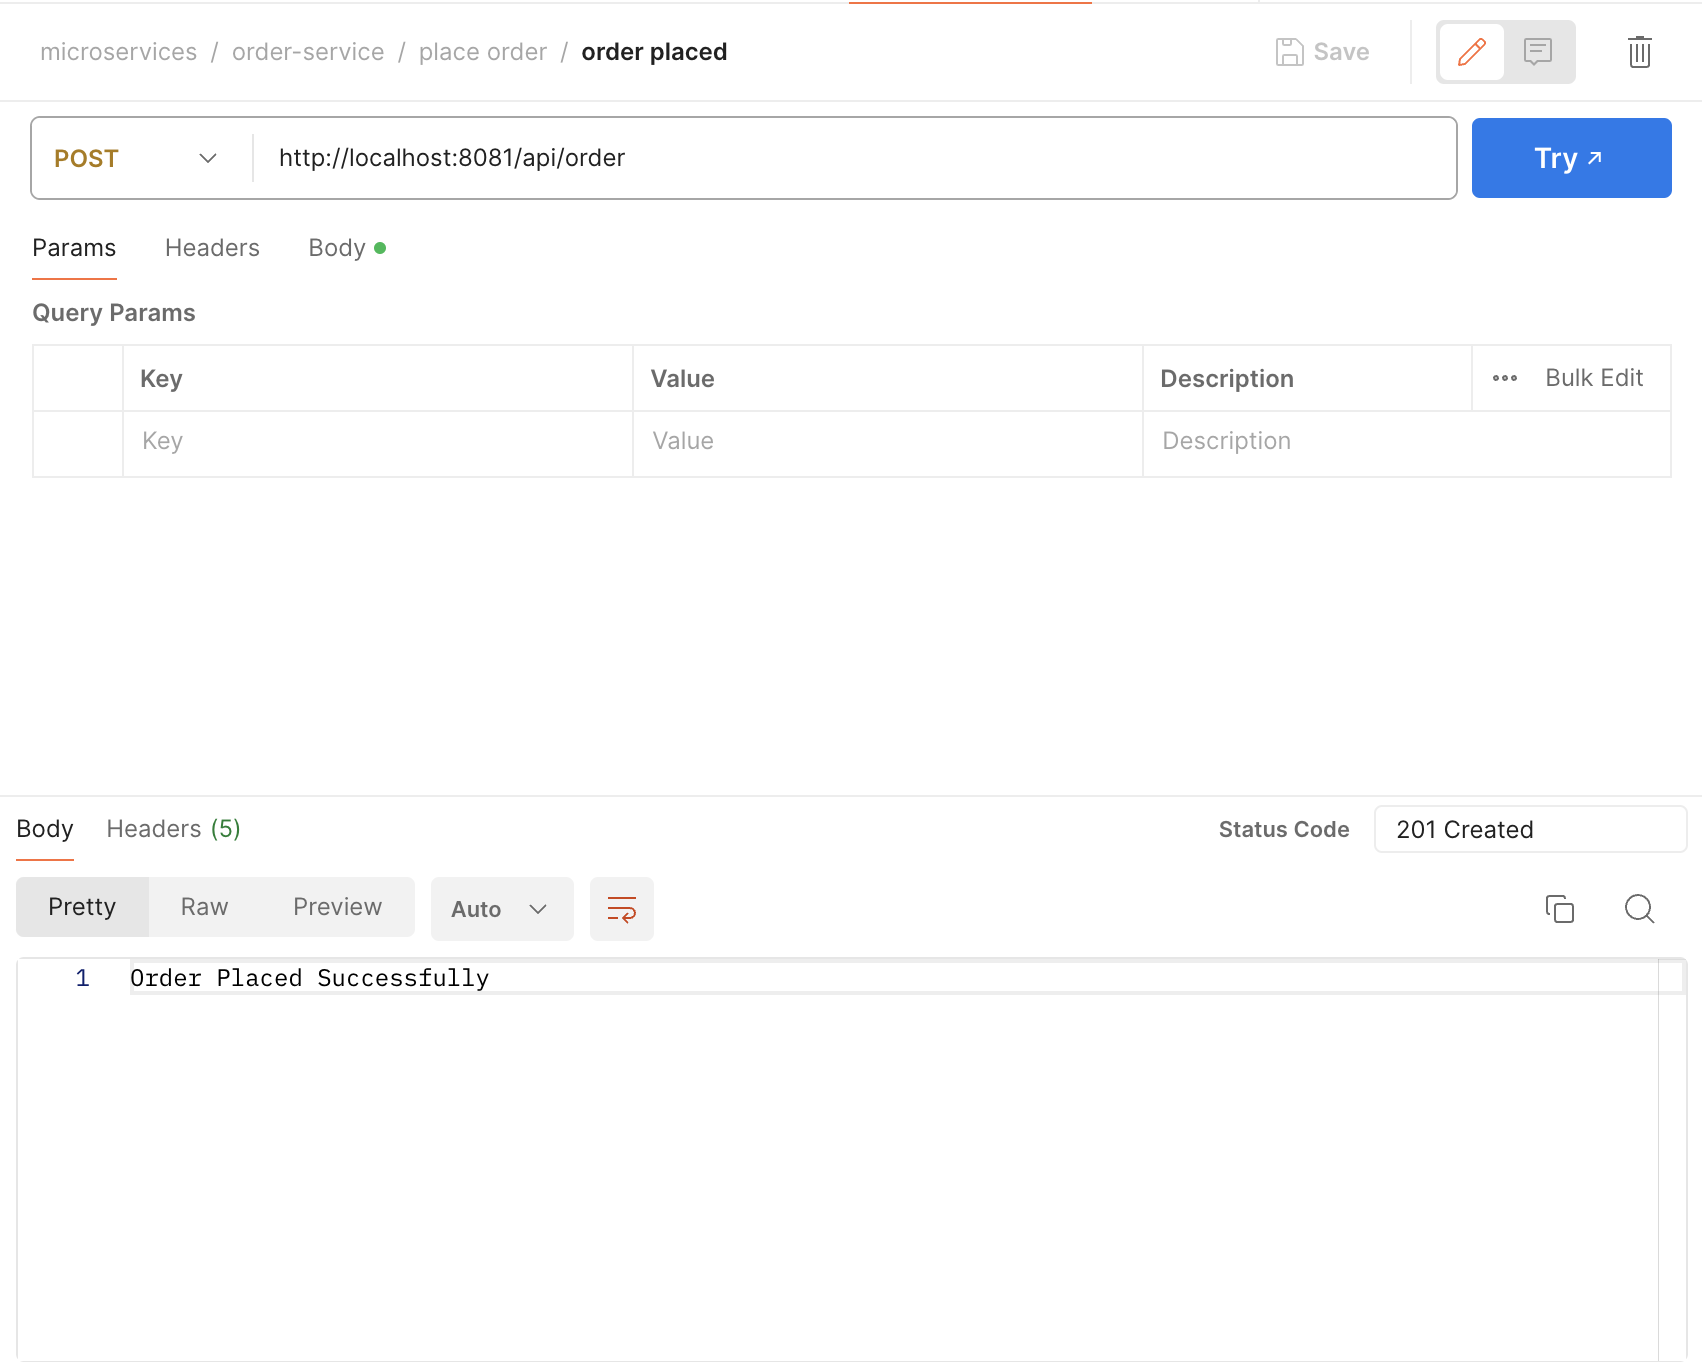 microservices / order-service / place order / order placed Save
POST http://localhost:8081/api/order Try
Params Headers Body
Query Params
Key Value Description Bulk Edit
Key Value Description
Body Headers (5) Status Code 201 Created
Pretty Raw Preview Auto
1 Order Placed Successfully